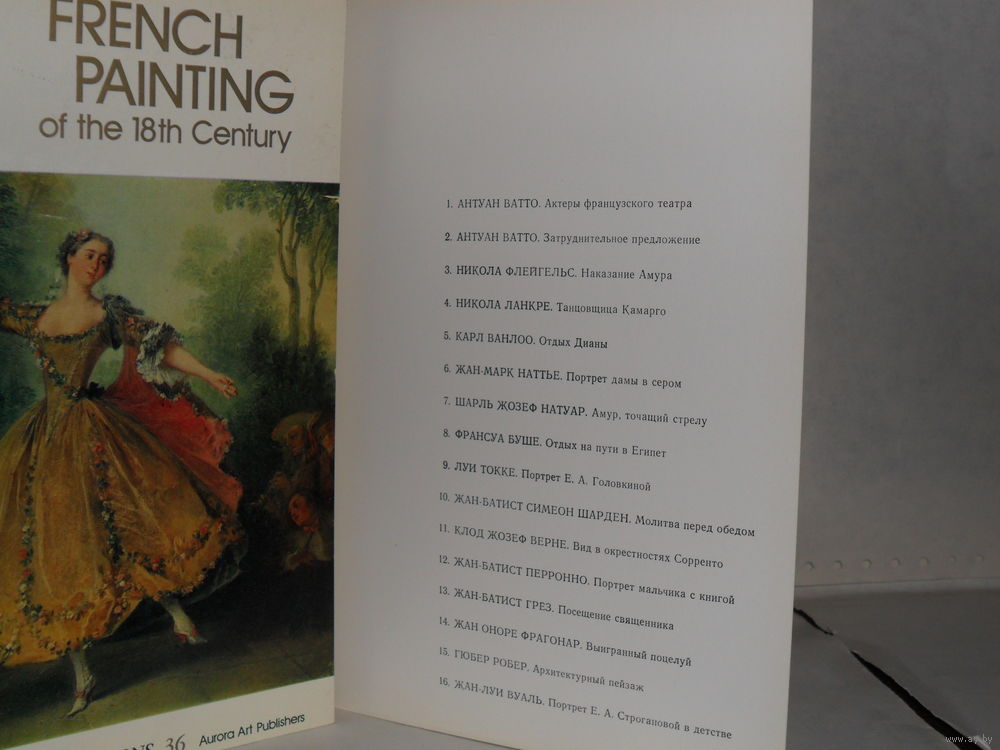 FRENCH
PAINTING
of the 18th Century
36 Aurora Art Publishers
1. АНТУАН ВАТТО. Актеры французского театра
2. АНТУАН ВАТТО. Затруднительное предложение
3. НИКОЛА ФЛЕЙГЕЛЬС. Наказание Амура
4. НИКОЛА ЛАНКРЕ. Танцовщица Камарго
5. КАРЛ ВАНЛОО. Отдых Дианы
6. ЖАН-МАРК НАТТЬЕ. Портрет дамы в сером
7. ШАРЛЬ ЖОЗЕФ НАТУАР. Амур, точащий стрелу
8. ФРАНСУА БУШЕ. Отдых на пути в Египет
9. ЛУИ ТОККЕ. Портрет Е. А. Головкиной
10. ЖАН-БАТИСТ СИМЕОН ШАРДЕН. Молитва перед обедом
11. КЛОД ЖОЗЕФ ВЕРНЕ. Вид в окрестностях Сорренто
12. ЖАН-БАТИСТ ПЕРРОННО. Портрет мальчика с книгой
13. ЖАН-БАТИСТ ГРЕЗ. Посещение священника
14. ЖАН ОНОРЕ ФРАГОНАР. Выигранный поцелуй
15. ГЮБЕР РОБЕР. Архитектурный пейзаж
16. ЖАН-ЛУИ ВУАЛЬ. Портрет Е. А. Строгановой в детстве
www.ay.by